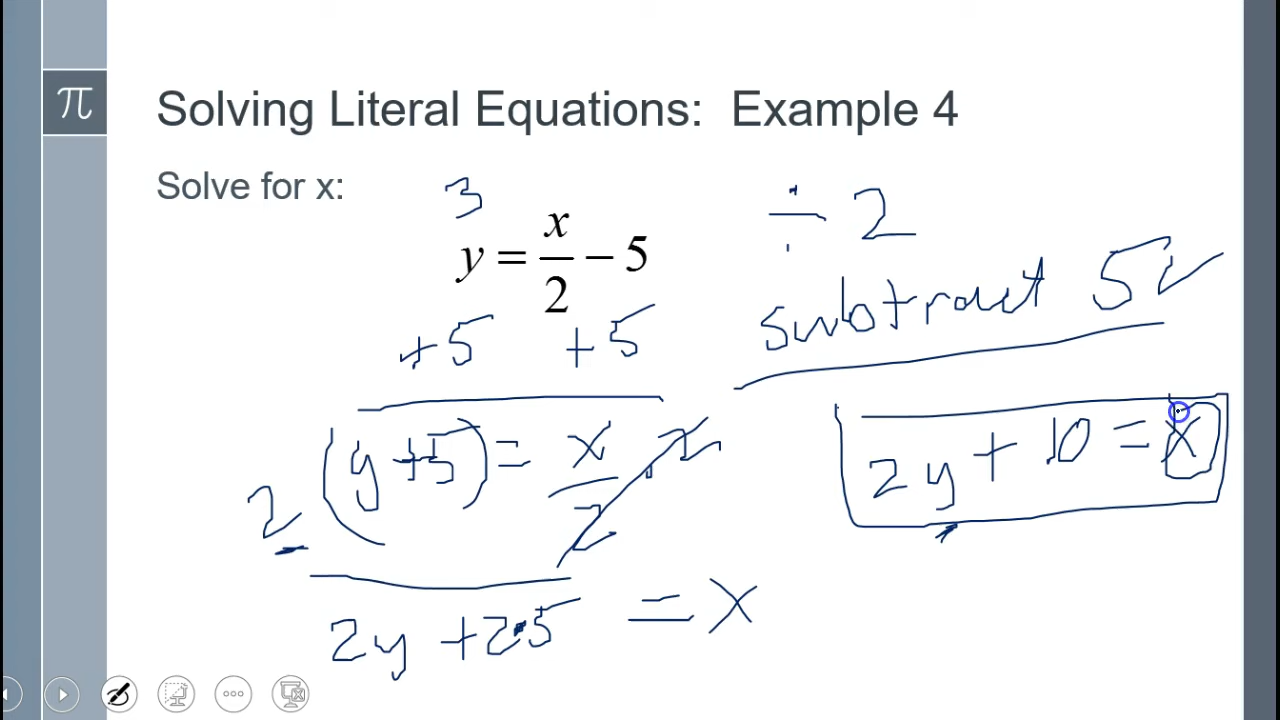 π
Solving Literal Equations: Example 4
Solve for x:
3
y = x/2 − 5
+5 +5
2 (y+5) = x/2 · 2
2y + 2·5 = x
÷ 2
subtract 5 ✓
2y + 10 = x